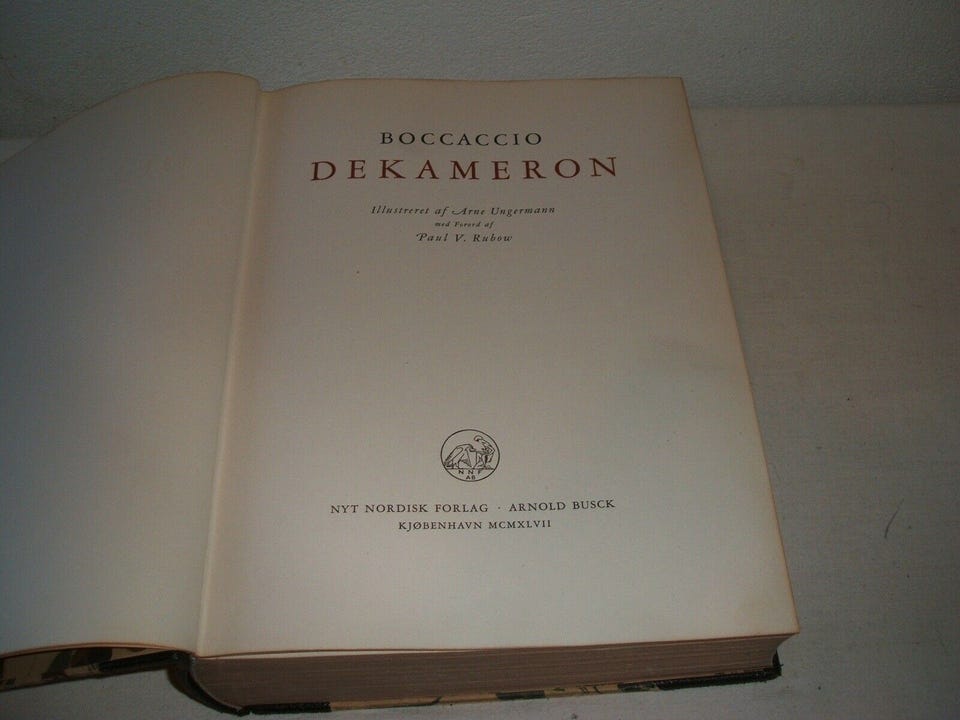 BOCCACCIO
DEKAMERON
Illustreret af Arne Ungermann
med Forord af
Paul V. Rubow
NNF
AB
NYT NORDISK FORLAG · ARNOLD BUSCK
KJØBENHAVN MCMXLVII